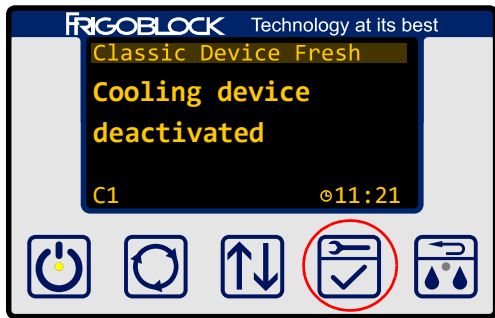 FRIGOBLOCK Technology at its best
Classic Device Fresh
Cooling device
deactivated
C1 11:21